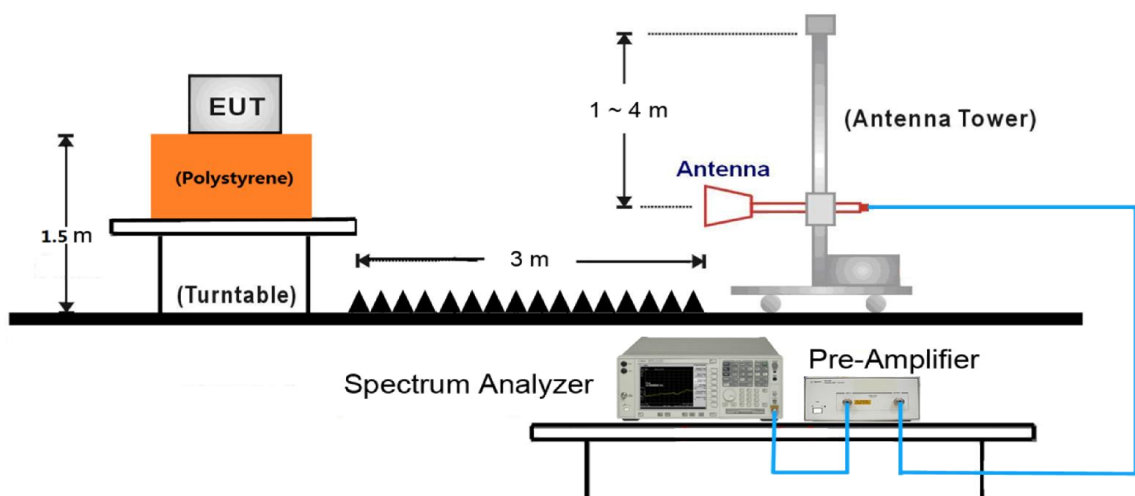 EUT
(Polystyrene)
1.5 m
(Turntable)
3 m
1 ~ 4 m
Antenna
(Antenna Tower)
Spectrum Analyzer
Pre-Amplifier